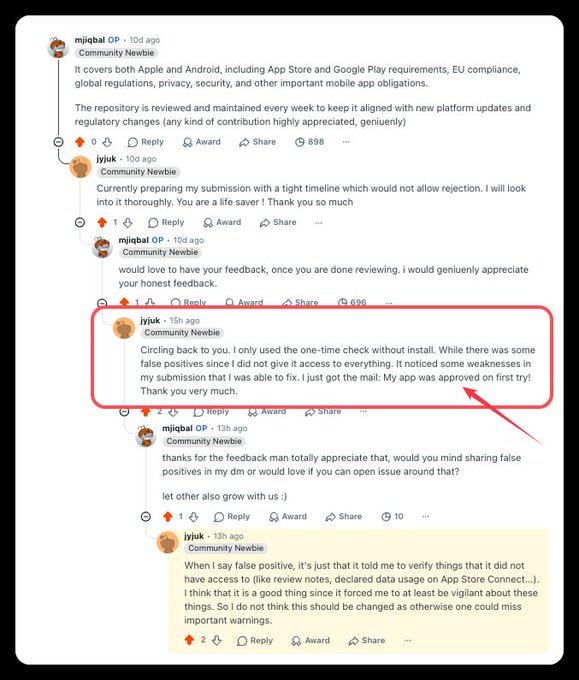 mjiqbal OP • 10d ago
Community Newbie
It covers both Apple and Android, including App Store and Google Play requirements, EU compliance,
global regulations, privacy, security, and other important mobile app obligations.
The repository is reviewed and maintained every week to keep it aligned with new platform updates and
regulatory changes (any kind of contribution highly appreciated, geniuenly)
0 Reply Award Share 898 ...
jyjuk • 10d ago
Community Newbie
Currently preparing my submission with a tight timeline which would not allow rejection. I will look
into it thoroughly. You are a life saver ! Thank you so much
1 Reply Award Share ...
mjiqbal OP • 10d ago
Community Newbie
would love to have your feedback, once you are done reviewing. i would geniuenly appreciate
your honest feedback.
1 Reply Award Share 696 ...
jyjuk • 15h ago
Community Newbie
Circling back to you. I only used the one-time check without install. While there was some
false positives since I did not give it access to everything. It noticed some weaknesses in
my submission that I was able to fix. I just got the mail: My app was approved on first try!
Thank you very much.
2 Reply Award Share ...
mjiqbal OP • 13h ago
Community Newbie
thanks for the feedback man totally appreciate that, would you mind sharing false
positives in my dm or would love if you can open issue around that?
let other also grow with us :)
1 Reply Award Share 10 ...
jyjuk • 13h ago
Community Newbie
When I say false positive, it's just that it told me to verify things that it did not
have access to (like review notes, declared data usage on App Store Connect...).
I think that it is a good thing since it forced me to at least be vigilant about these
things. So I do not think this should be changed as otherwise one could miss
important warnings.
2 Reply Award Share ...